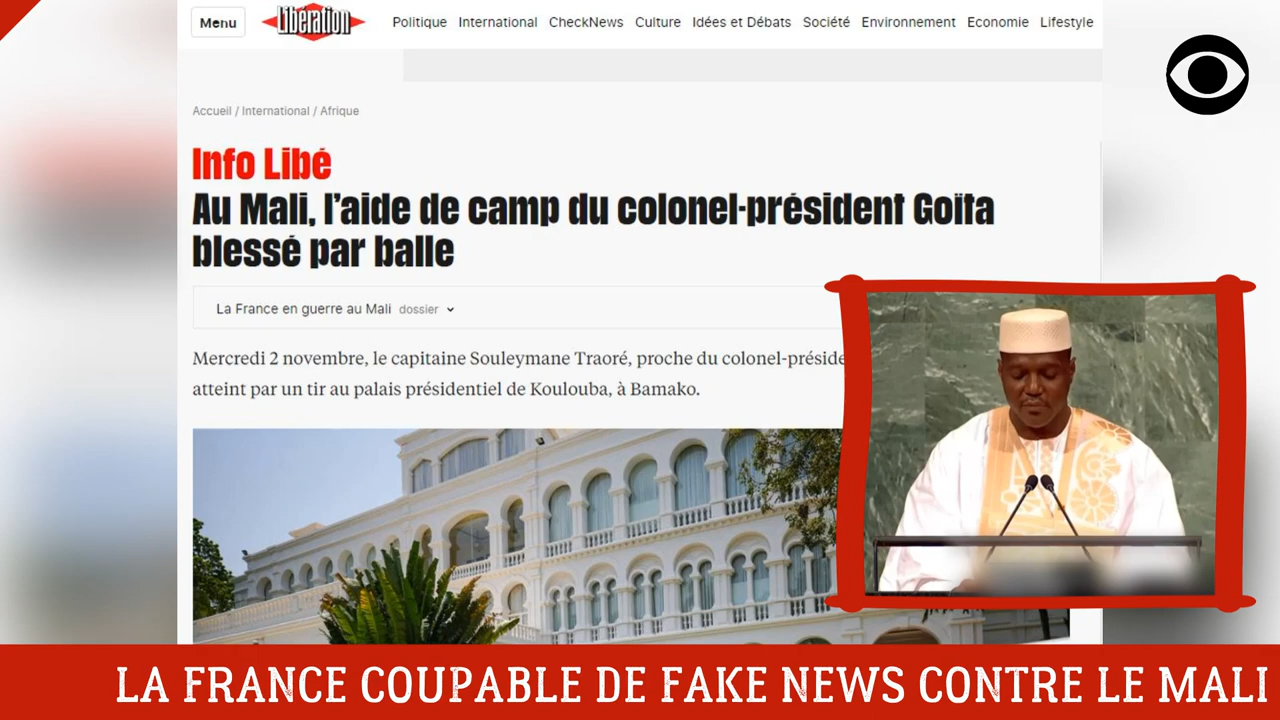 Menu
Libération
Politique International CheckNews Culture Idées et Débats Société Environnement Economie Lifestyle
Accueil / International / Afrique
Info Libé
Au Mali, l'aide de camp du colonel-président Goïta
blessé par balle
La France en guerre au Mali dossier
Mercredi 2 novembre, le capitaine Souleymane Traoré, proche du colonel-préside
atteint par un tir au palais présidentiel de Koulouba, à Bamako.
LA FRANCE COUPABLE DE FAKE NEWS CONTRE LE MALI